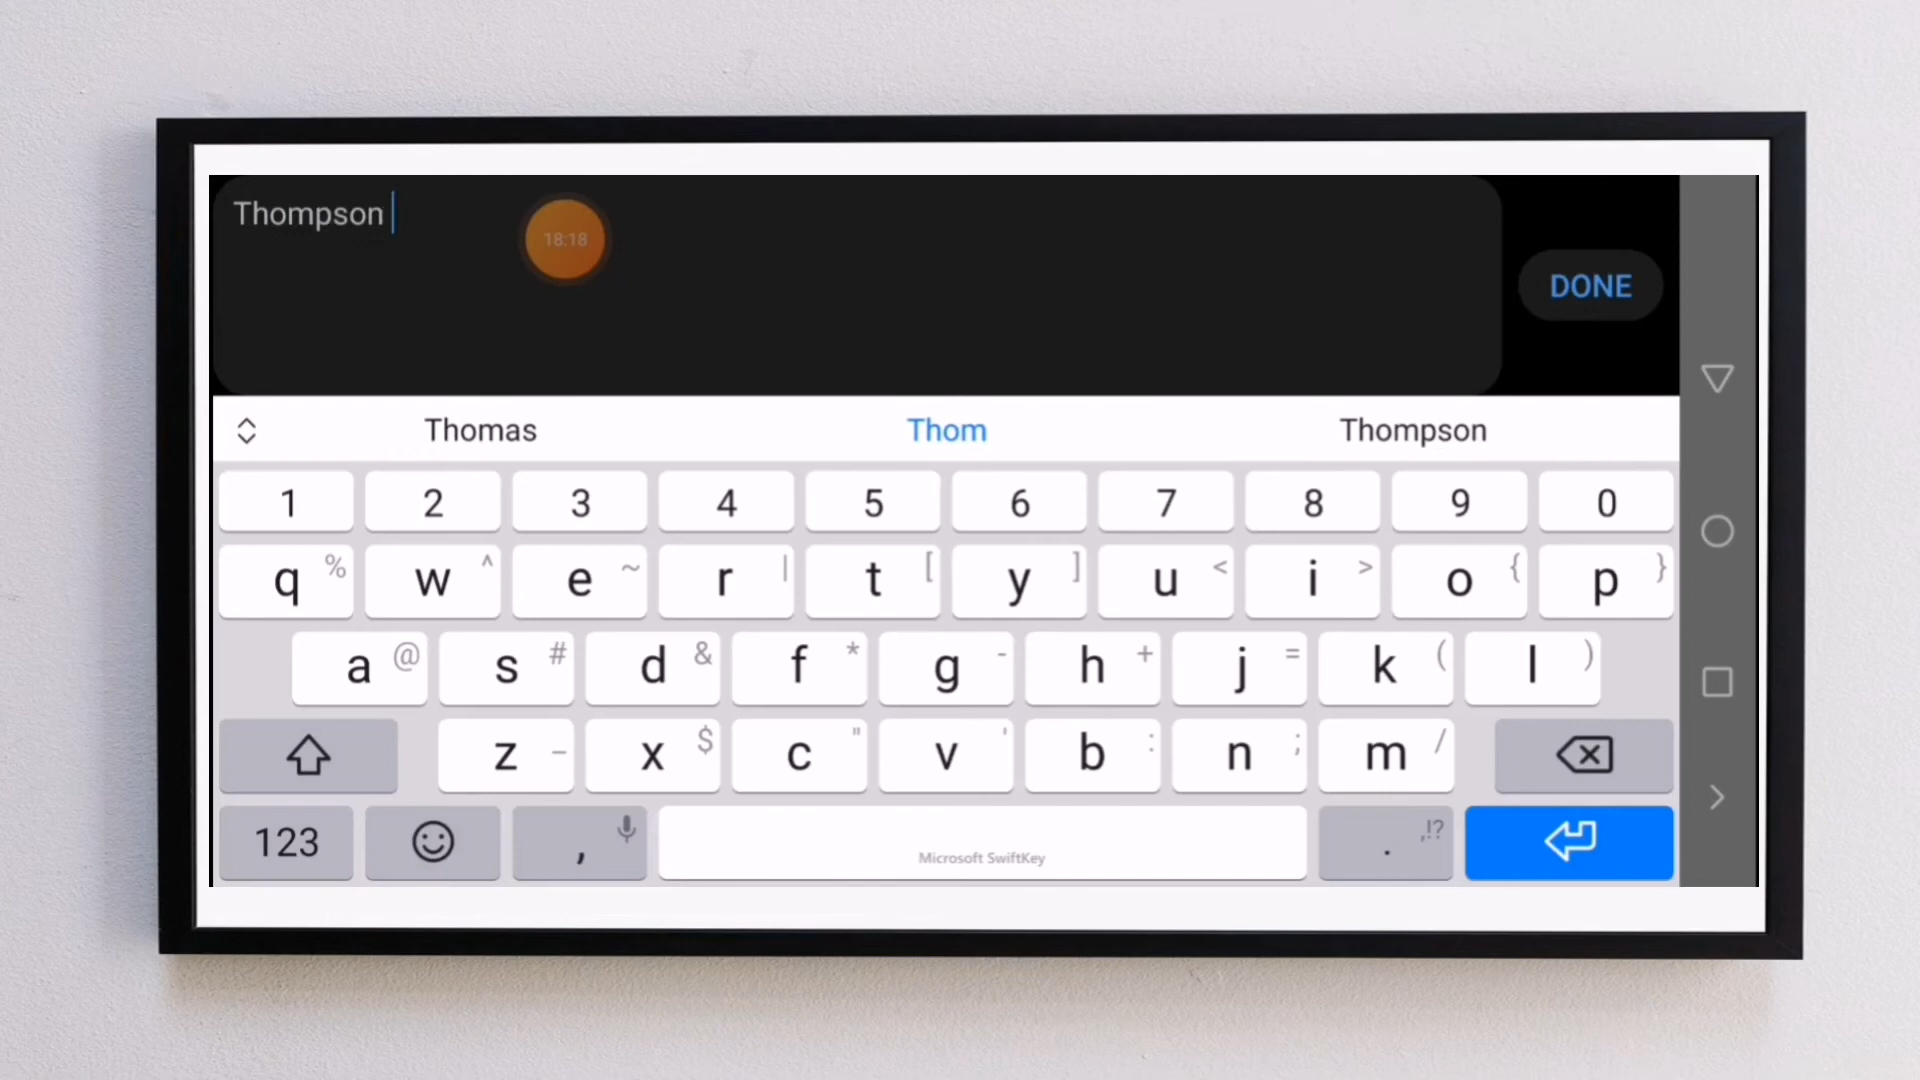 Thompson
18:18
DONE
Thomas Thom Thompson
1 2 3 4 5 6 7 8 9 0
q % w ^ e ~ r | t [ y ] u < i > o { p }
a @ s # d & f * g - h + j = k ( l )
z _ x $ c " v ' b : n ; m /
123 , Microsoft SwiftKey . ,!?